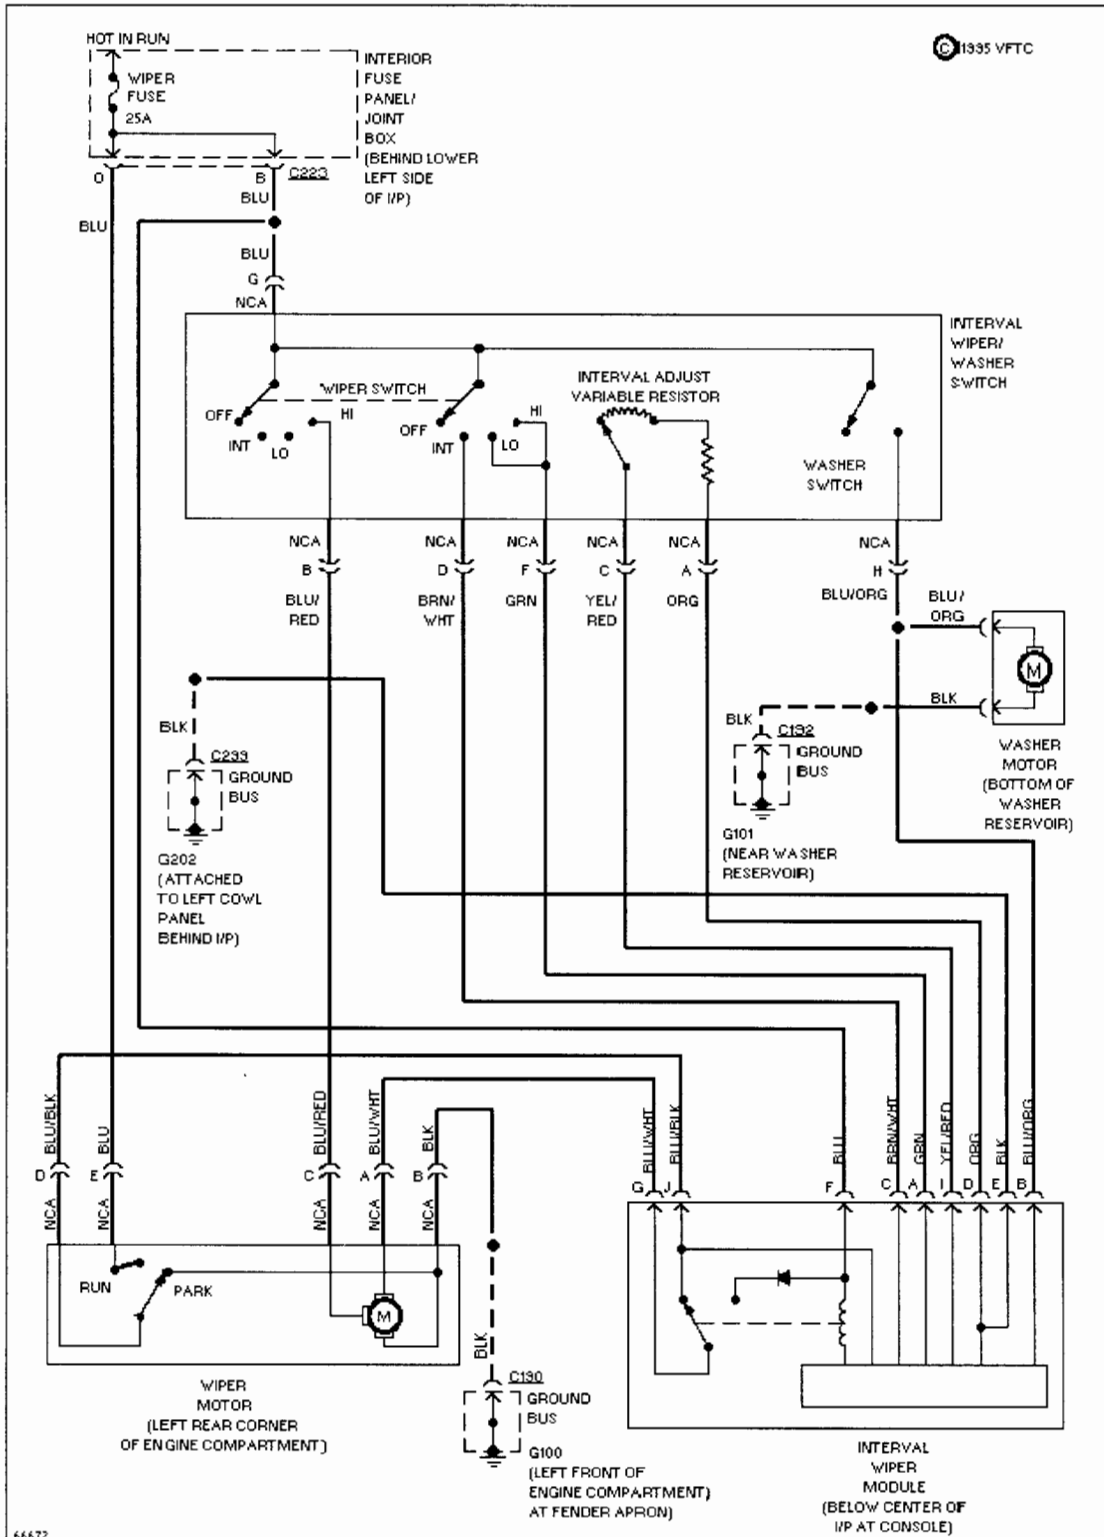 HOT IN RUN
WIPER
FUSE
25A
INTERIOR
FUSE
PANEL/
JOINT
BOX
(BEHIND LOWER
LEFT SIDE
OF I/P)
© 1995 VFTC
O
B
C223
BLU
BLU
BLU
G
NCA
INTERVAL
WIPER/
WASHER
SWITCH
WIPER SWITCH
OFF
INT
LO
HI
OFF
INT
LO
HI
INTERVAL ADJUST
VARIABLE RESISTOR
WASHER
SWITCH
NCA NCA NCA NCA NCA NCA
B D F C A H
BLU/
RED
BRN/
WHT
GRN
YEL/
RED
ORG
BLU/ORG
BLU/
ORG
M
BLK
BLK
C299
GROUND
BUS
G202
(ATTACHED
TO LEFT COWL
PANEL
BEHIND I/P)
BLK
C192
GROUND
BUS
G101
(NEAR WASHER
RESERVOIR)
WASHER
MOTOR
(BOTTOM OF
WASHER
RESERVOIR)
BLU/BLK
BLU
BLU/RED
BLU/WHT
BLK
D E C A B
NCA NCA NCA NCA NCA
BLU/WHT
BLU/BLK
BLU
BRN/WHT
GRN
YEL/RED
ORG
BLK
BLU/ORG
G J F C A I D E B
RUN
PARK
M
WIPER
MOTOR
(LEFT REAR CORNER
OF ENGINE COMPARTMENT)
BLK
C190
GROUND
BUS
G100
(LEFT FRONT OF
ENGINE COMPARTMENT)
AT FENDER APRON)
INTERVAL
WIPER
MODULE
(BELOW CENTER OF
I/P AT CONSOLE)